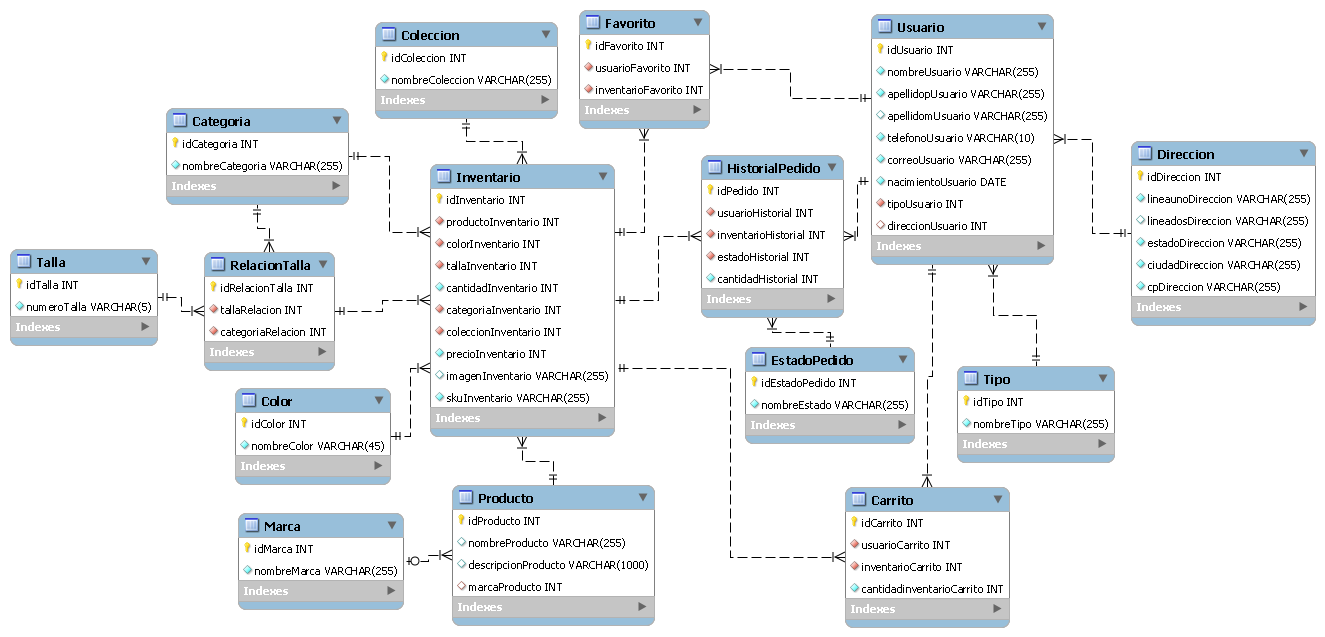 Coleccion
idColeccion INT
nombreColeccion VARCHAR(255)
Indexes
Favorito
idFavorito INT
usuarioFavorito INT
inventarioFavorito INT
Indexes
Usuario
idUsuario INT
nombreUsuario VARCHAR(255)
apellidopUsuario VARCHAR(255)
apellidomUsuario VARCHAR(255)
telefonoUsuario VARCHAR(10)
correoUsuario VARCHAR(255)
nacimientoUsuario DATE
tipoUsuario INT
direccionUsuario INT
Indexes
Categoria
idCategoria INT
nombreCategoria VARCHAR(255)
Indexes
Inventario
idInventario INT
productoInventario INT
colorInventario INT
tallaInventario INT
cantidadInventario INT
categoriaInventario INT
coleccionInventario INT
precioInventario INT
imagenInventario VARCHAR(255)
skuInventario VARCHAR(255)
Indexes
HistorialPedido
idPedido INT
usuarioHistorial INT
inventarioHistorial INT
estadoHistorial INT
cantidadHistorial INT
Indexes
Direccion
idDireccion INT
lineaunoDireccion VARCHAR(255)
lineadosDireccion VARCHAR(255)
estadoDireccion VARCHAR(255)
ciudadDireccion VARCHAR(255)
cpDireccion VARCHAR(255)
Indexes
Talla
idTalla INT
numeroTalla VARCHAR(5)
Indexes
RelacionTalla
idRelacionTalla INT
tallaRelacion INT
categoriaRelacion INT
Indexes
EstadoPedido
idEstadoPedido INT
nombreEstado VARCHAR(255)
Indexes
Tipo
idTipo INT
nombreTipo VARCHAR(255)
Indexes
Color
idColor INT
nombreColor VARCHAR(45)
Indexes
Marca
idMarca INT
nombreMarca VARCHAR(255)
Indexes
Producto
idProducto INT
nombreProducto VARCHAR(255)
descripcionProducto VARCHAR(1000)
marcaProducto INT
Indexes
Carrito
idCarrito INT
usuarioCarrito INT
inventarioCarrito INT
cantidadinventarioCarrito INT
Indexes